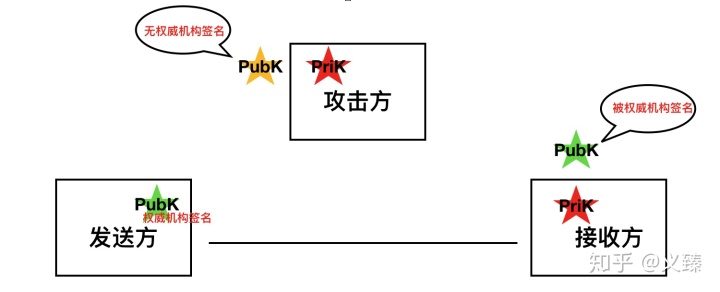 无权威机构签名
PubK
PriK
攻击方
被权威机构签名
PubK
PubK
权威机构签名
发送方
PriK
接收方
知乎 @义臻